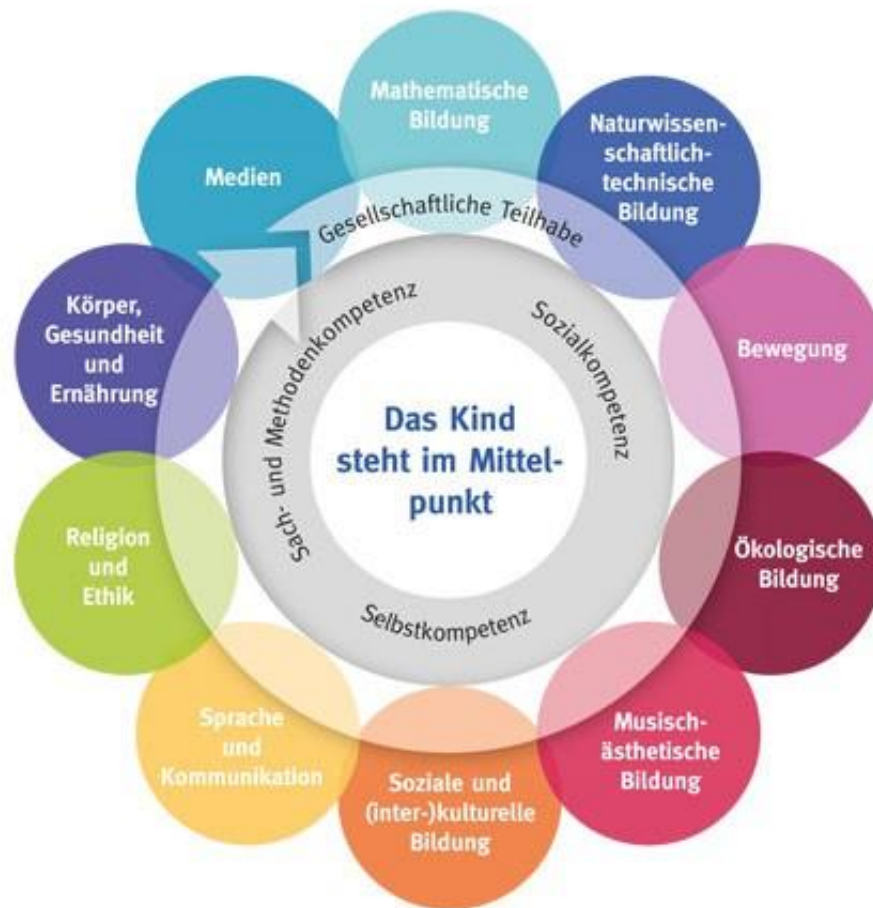 Mathematische
Bildung
Naturwissen-
schaftlich-
technische
Bildung
Bewegung
Ökologische
Bildung
Musisch-
ästhetische
Bildung
Soziale und
(inter-)kulturelle
Bildung
Sprache
und
Kommunikation
Religion
und
Ethik
Körper,
Gesundheit
und
Ernährung
Medien
Gesellschaftliche Teilhabe
Sozialkompetenz
Selbstkompetenz
Sach- und Methodenkompetenz
Das Kind
steht im Mittel-
punkt